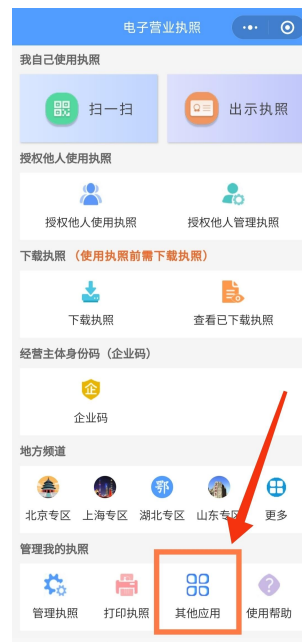 电子营业执照
我自己使用执照
扫一扫 出示执照
授权他人使用执照
授权他人使用执照 授权他人管理执照
下载执照（使用执照前需下载执照）
下载执照 查看已下载执照
经营主体身份码（企业码）
企
企业码
地方频道
鄂
北京专区 上海专区 湖北专区 山东专区 更多
管理我的执照
管理执照 打印执照 其他应用 使用帮助